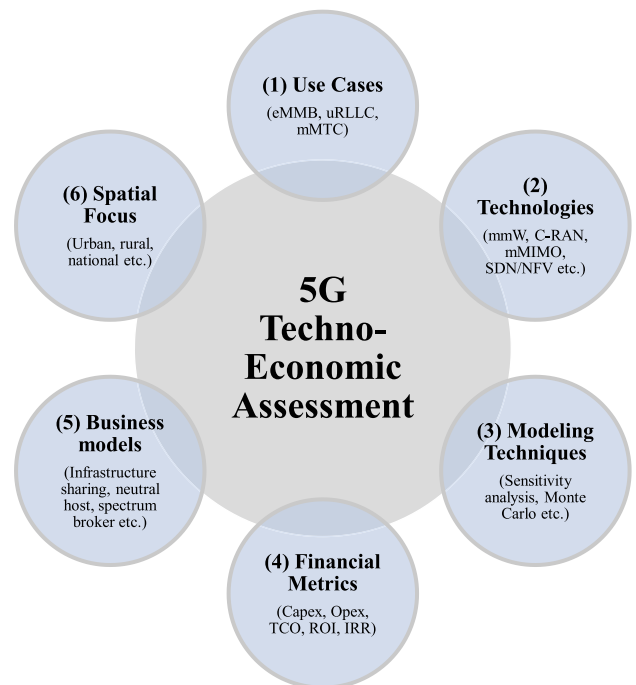 (1) Use Cases
(eMMB, uRLLC,
mMTC)
(2)
Technologies
(mmW, C-RAN,
mMIMO,
SDN/NFV etc.)
(3) Modeling
Techniques
(Sensitivity
analysis, Monte
Carlo etc.)
(4) Financial
Metrics
(Capex, Opex,
TCO, ROI, IRR)
(5) Business
models
(Infrastructure
sharing, neutral
host, spectrum
broker etc.)
(6) Spatial
Focus
(Urban, rural,
national etc.)
5G
Techno-
Economic
Assessment